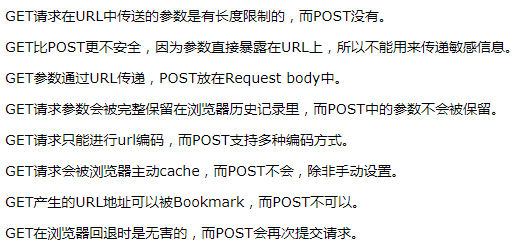 GET请求在URL中传送的参数是有长度限制的，而POST没有。
GET比POST更不安全，因为参数直接暴露在URL上，所以不能用来传递敏感信息。
GET参数通过URL传递，POST放在Request body中。
GET请求参数会被完整保留在浏览器历史记录里，而POST中的参数不会被保留。
GET请求只能进行url编码，而POST支持多种编码方式。
GET请求会被浏览器主动cache，而POST不会，除非手动设置。
GET产生的URL地址可以被Bookmark，而POST不可以。
GET在浏览器回退时是无害的，而POST会再次提交请求。